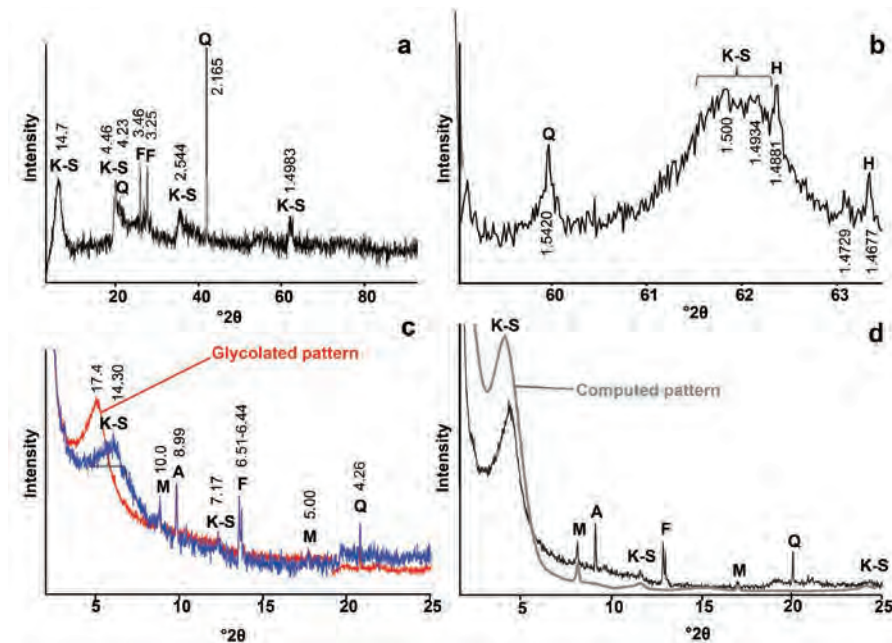 a
Q
2.165
K-S
14.7
K-S
4.46
4.23
Q
F
3.46
F
3.25
K-S
2.544
K-S
1.4983
Intensity
20
40
60
80
°2θ
b
K-S
H
Q
1.5420
1.500
1.4934
1.4881
H
1.4729
1.4677
Intensity
60
61
62
63
°2θ
c
Glycolated pattern
17.4
14.30
K-S
10.0
M
8.99
A
7.17
K-S
6.51-6.44
F
5.00
M
4.26
Q
Intensity
5
10
15
20
25
°2θ
d
K-S
Computed pattern
M
A
K-S
F
M
Q
K-S
Intensity
5
10
15
20
25
°2θ